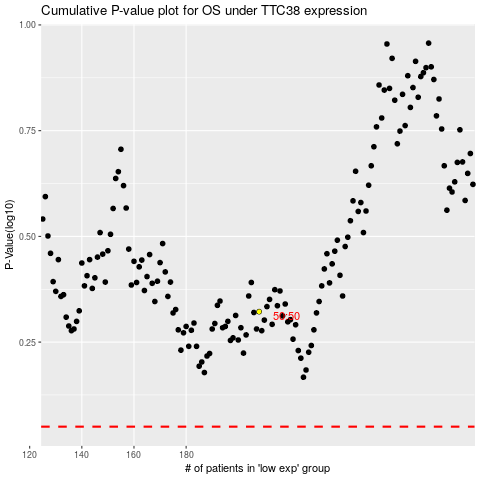 Cumulative P-value plot for OS under TTC38 expression
1.00
0.75
0.50
0.25
P-Value(log10)
50:50
120 140 160 180
# of patients in 'low exp' group